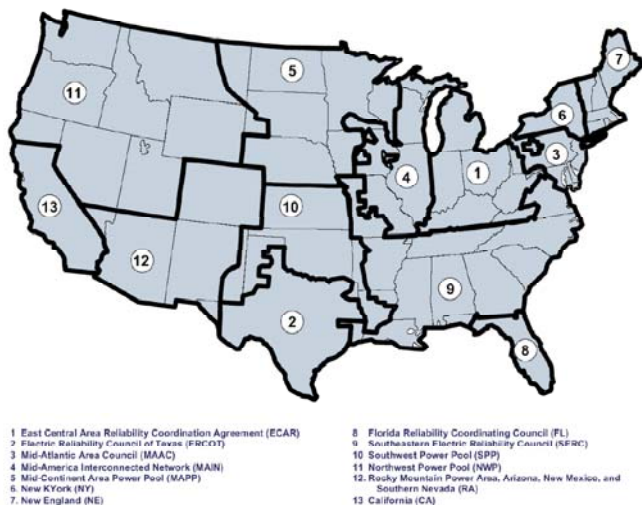 7
5
11
6
3
1
4
13
10
12
9
2
8
1 East Central Area Reliability Coordination Agreement (ECAR)
2 Electric Reliability Council of Texas (ERCOT)
3 Mid-Atlantic Area Council (MAAC)
4 Mid-America Interconnected Network (MAIN)
5 Mid-Continent Area Power Pool (MAPP)
6. New KYork (NY)
7. New England (NE)
8 Florida Reliability Coordinating Council (FL)
9 Southeastern Electric Reliability Council (SERC)
10 Southwest Power Pool (SPP)
11 Northwest Power Pool (NWP)
12. Rocky Mountain Power Area, Arizona, New Mexico, and
Southern Nevada (RA)
13 California (CA)